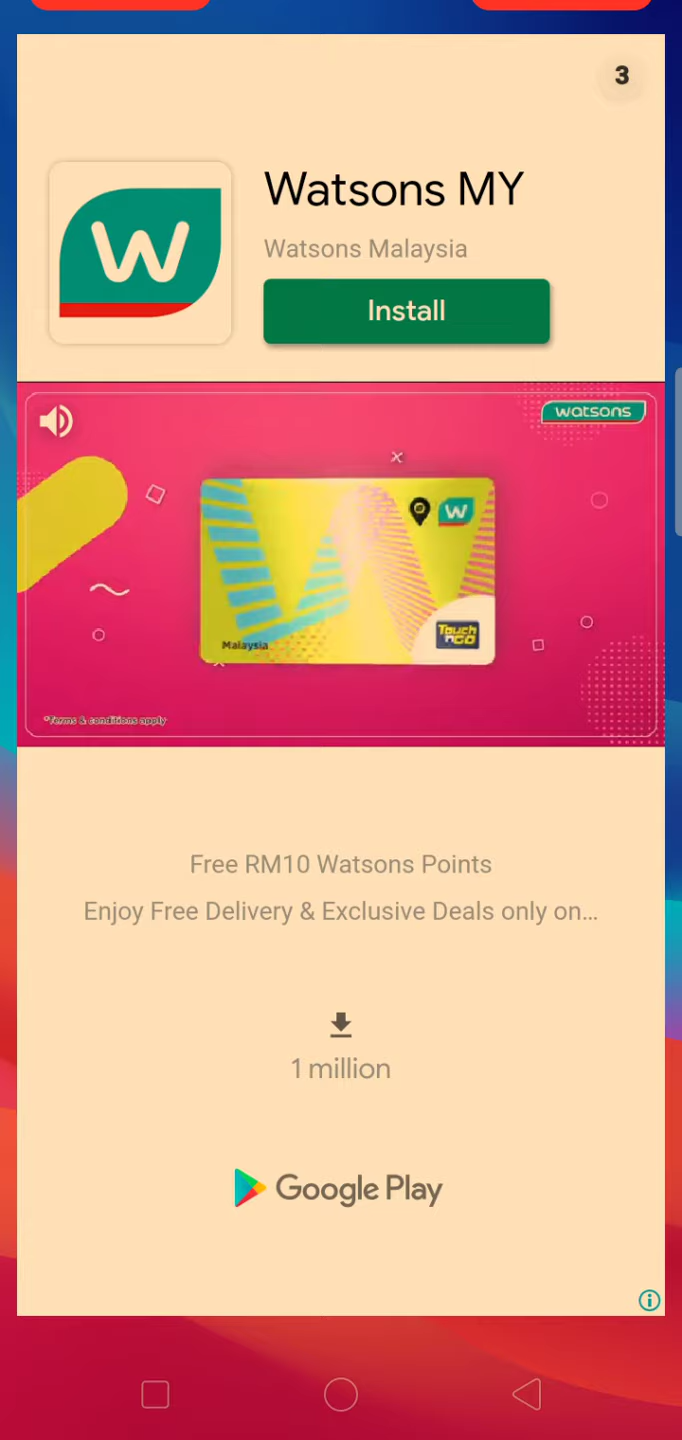 3
Watsons MY
Watsons Malaysia
Install
watsons
W
Malaysia
Touch
'nGO
*Terms & conditions apply
Free RM10 Watsons Points
Enjoy Free Delivery & Exclusive Deals only on...
1 million
Google Play